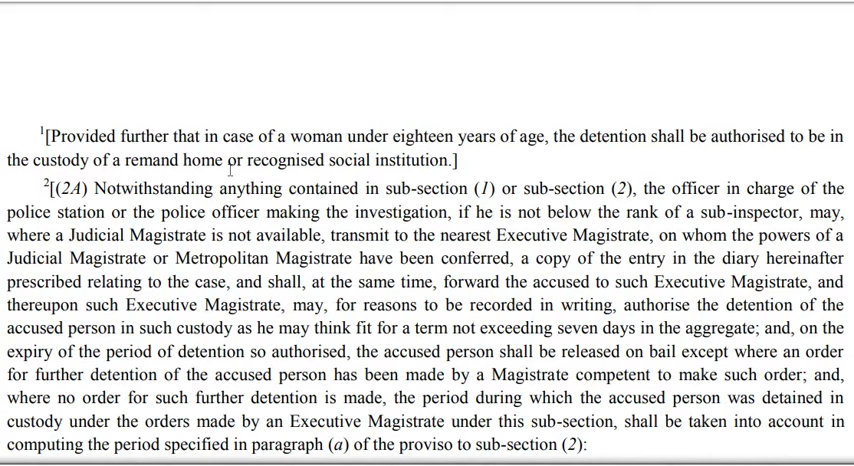 ¹[Provided further that in case of a woman under eighteen years of age, the detention shall be authorised to be in
the custody of a remand home or recognised social institution.]
²[(2A) Notwithstanding anything contained in sub-section (1) or sub-section (2), the officer in charge of the
police station or the police officer making the investigation, if he is not below the rank of a sub-inspector, may,
where a Judicial Magistrate is not available, transmit to the nearest Executive Magistrate, on whom the powers of a
Judicial Magistrate or Metropolitan Magistrate have been conferred, a copy of the entry in the diary hereinafter
prescribed relating to the case, and shall, at the same time, forward the accused to such Executive Magistrate, and
thereupon such Executive Magistrate, may, for reasons to be recorded in writing, authorise the detention of the
accused person in such custody as he may think fit for a term not exceeding seven days in the aggregate; and, on the
expiry of the period of detention so authorised, the accused person shall be released on bail except where an order
for further detention of the accused person has been made by a Magistrate competent to make such order; and,
where no order for such further detention is made, the period during which the accused person was detained in
custody under the orders made by an Executive Magistrate under this sub-section, shall be taken into account in
computing the period specified in paragraph (a) of the proviso to sub-section (2):